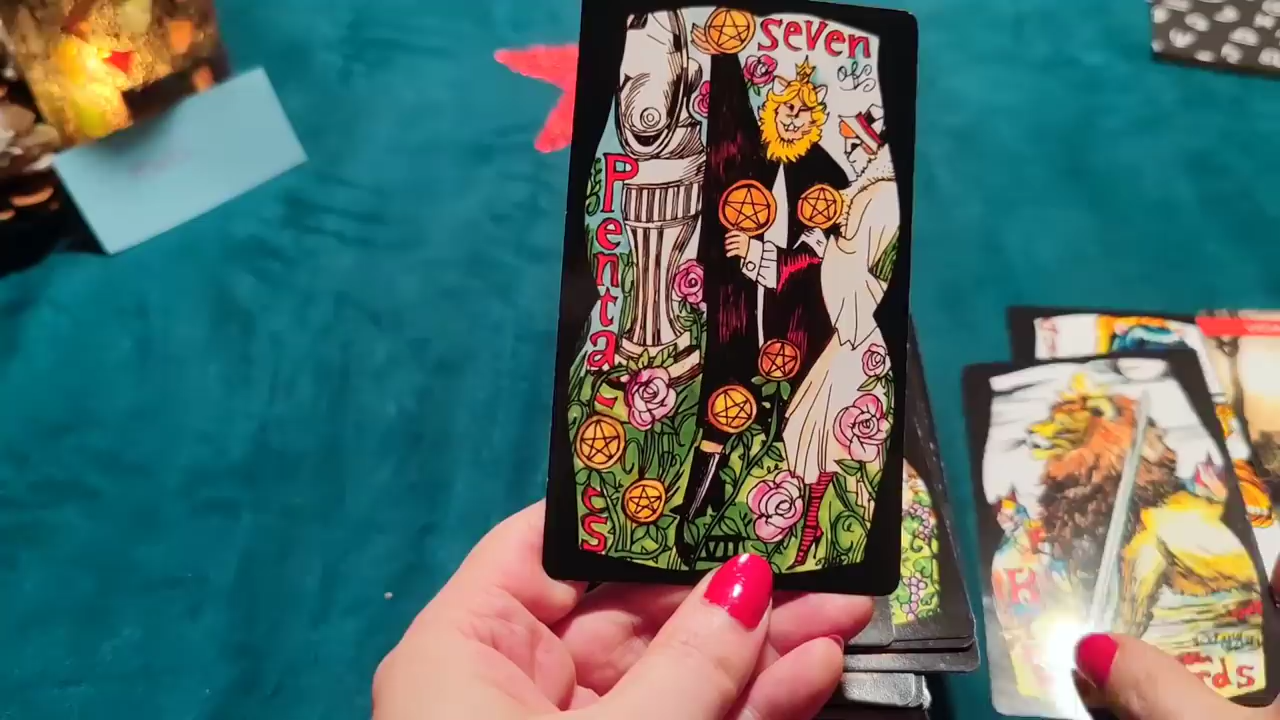 seven
of
Penta-
cs
VII
ds